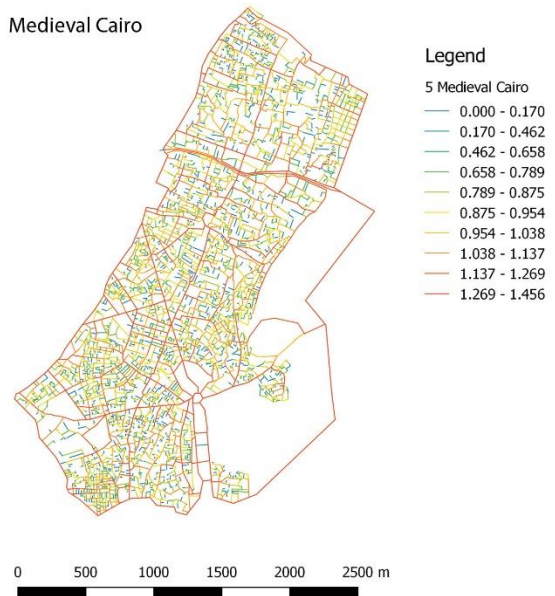 Medieval Cairo
Legend
5 Medieval Cairo
0.000 - 0.170
0.170 - 0.462
0.462 - 0.658
0.658 - 0.789
0.789 - 0.875
0.875 - 0.954
0.954 - 1.038
1.038 - 1.137
1.137 - 1.269
1.269 - 1.456
0 500 1000 1500 2000 2500 m